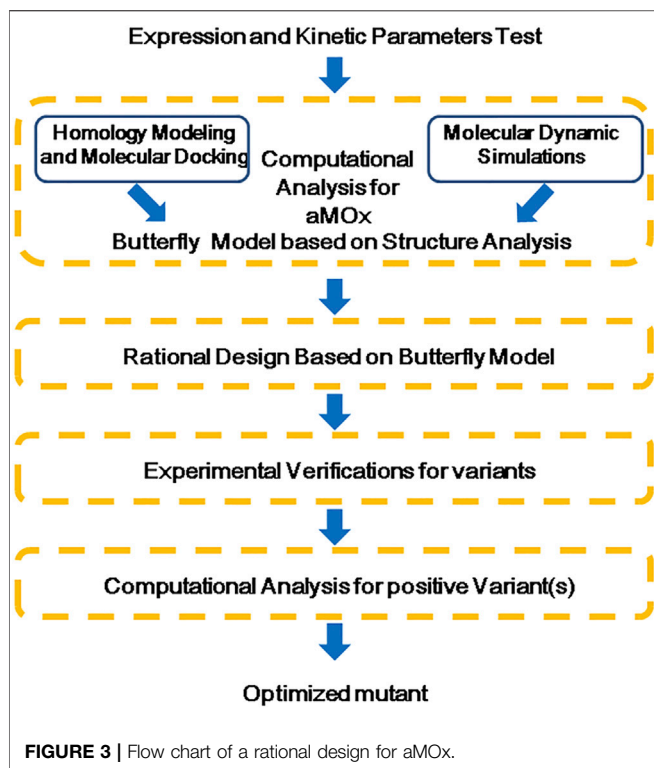 Expression and Kinetic Parameters Test
Homology Modeling
and Molecular Docking
Molecular Dynamic
Simulations
Computational
Analysis for
aMOx
Butterfly Model based on Structure Analysis
Rational Design Based on Butterfly Model
Experimental Verifications for variants
Computational Analysis for positive Variant(s)
Optimized mutant
FIGURE 3 | Flow chart of a rational design for aMOx.